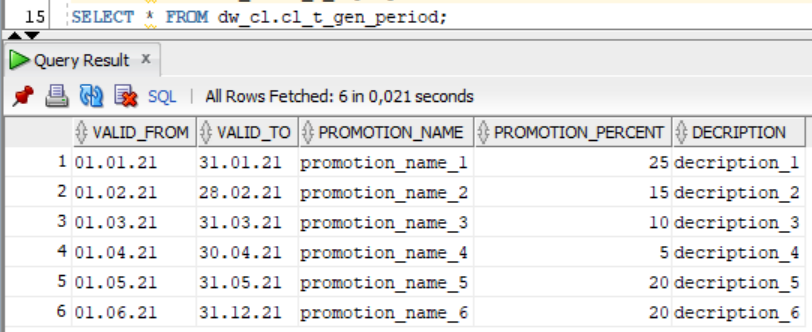 15 SELECT * FROM dw_cl.cl_t_gen_period;
Query Result x
SQL | All Rows Fetched: 6 in 0,021 seconds
VALID_FROM VALID_TO PROMOTION_NAME PROMOTION_PERCENT DECRIPTION
1 01.01.21 31.01.21 promotion_name_1 25 decription_1
2 01.02.21 28.02.21 promotion_name_2 15 decription_2
3 01.03.21 31.03.21 promotion_name_3 10 decription_3
4 01.04.21 30.04.21 promotion_name_4 5 decription_4
5 01.05.21 31.05.21 promotion_name_5 20 decription_5
6 01.06.21 31.12.21 promotion_name_6 20 decription_6